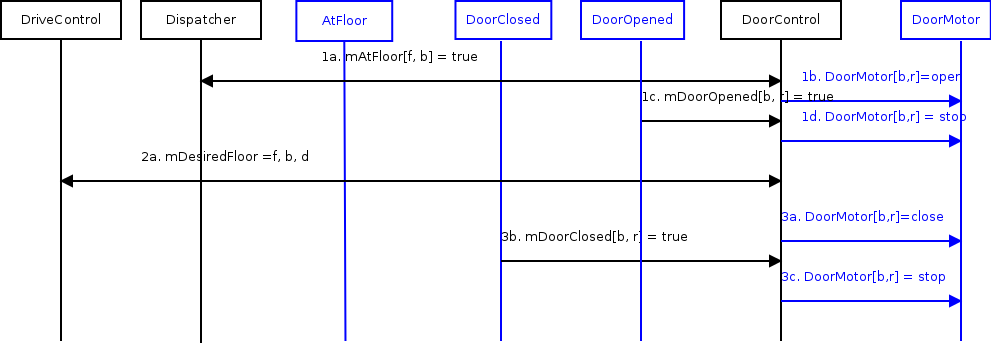 DriveControl
Dispatcher
AtFloor
DoorClosed
DoorOpened
DoorControl
DoorMotor
1a. mAtFloor[f, b] = true
1b. DoorMotor[b,r]=open
1c. mDoorOpened[b, r] = true
1d. DoorMotor[b,r] = stop
2a. mDesiredFloor =f, b, d
3a. DoorMotor[b,r]=close
3b. mDoorClosed[b, r] = true
3c. DoorMotor[b,r] = stop